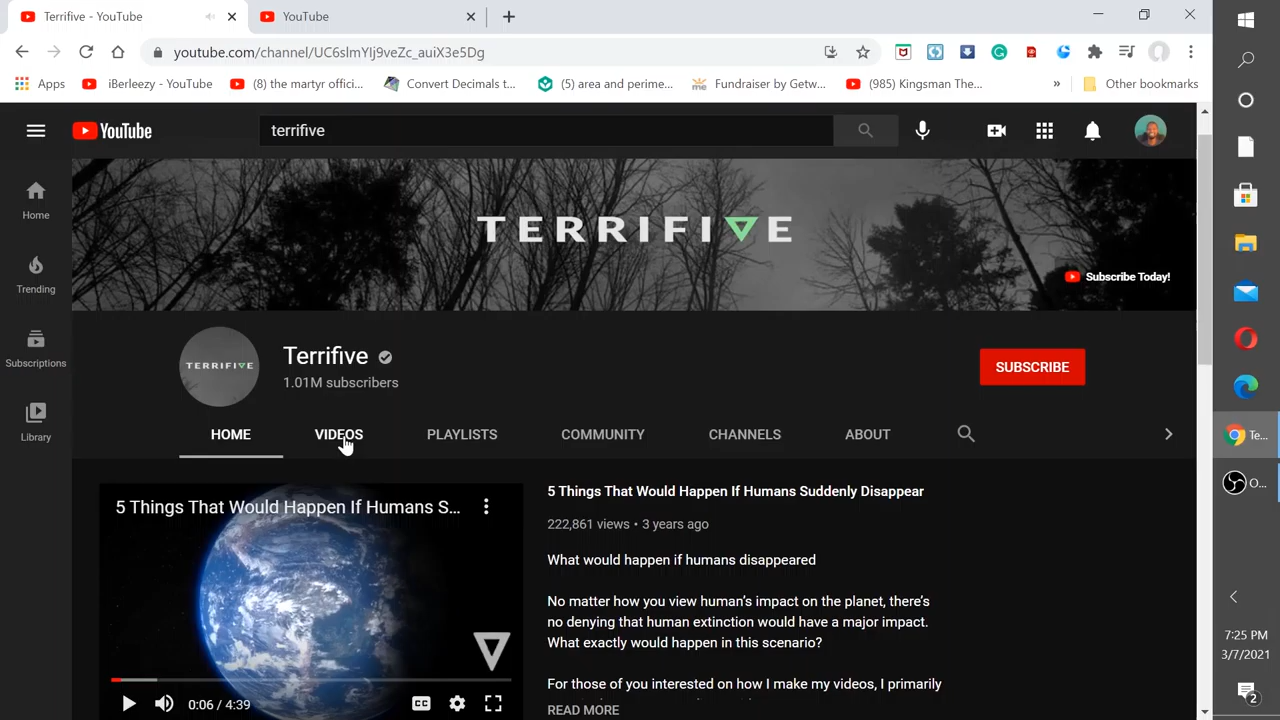 Terrifive - YouTube
YouTube
youtube.com/channel/UC6slmYlj9veZc_auiX3e5Dg
Apps
iBerleezy - YouTube
(8) the martyr offici...
Convert Decimals t...
(5) area and perime...
Fundraiser by Getw...
(985) Kingsman The...
»
Other bookmarks
YouTube
terrifive
TERRIFIVE
Subscribe Today!
Home
Trending
Subscriptions
Library
TERRIFIVE
Terrifive
1.01M subscribers
SUBSCRIBE
HOME
VIDEOS
PLAYLISTS
COMMUNITY
CHANNELS
ABOUT
5 Things That Would Happen If Humans S...
5 Things That Would Happen If Humans Suddenly Disappear
222,861 views • 3 years ago
What would happen if humans disappeared
No matter how you view human's impact on the planet, there's
no denying that human extinction would have a major impact.
What exactly would happen in this scenario?
For those of you interested on how I make my videos, I primarily
READ MORE
0:06 / 4:39
CC
me
Te...
O...
7:25 PM
3/7/2021
2